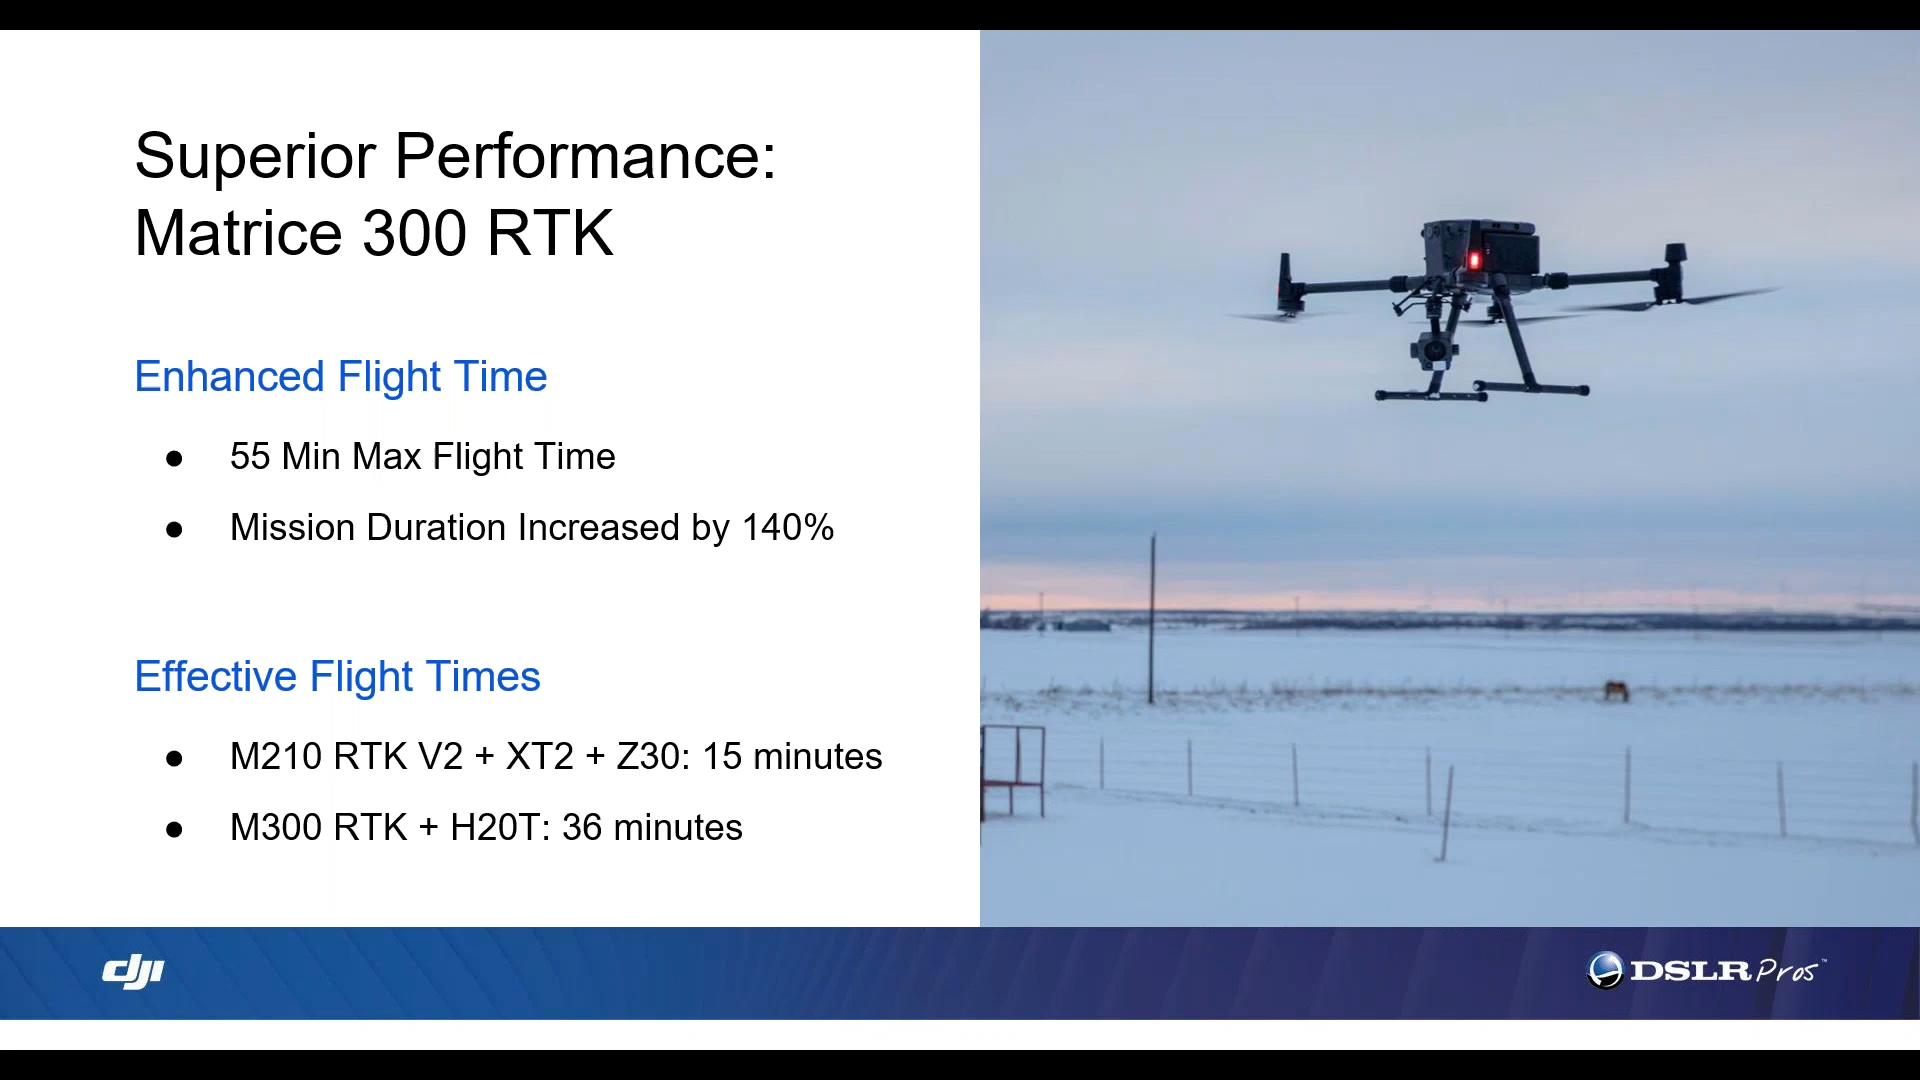 Superior Performance:
Matrice 300 RTK
Enhanced Flight Time
● 55 Min Max Flight Time
● Mission Duration Increased by 140%
Effective Flight Times
● M210 RTK V2 + XT2 + Z30: 15 minutes
● M300 RTK + H20T: 36 minutes
dji
DSLR Pros™